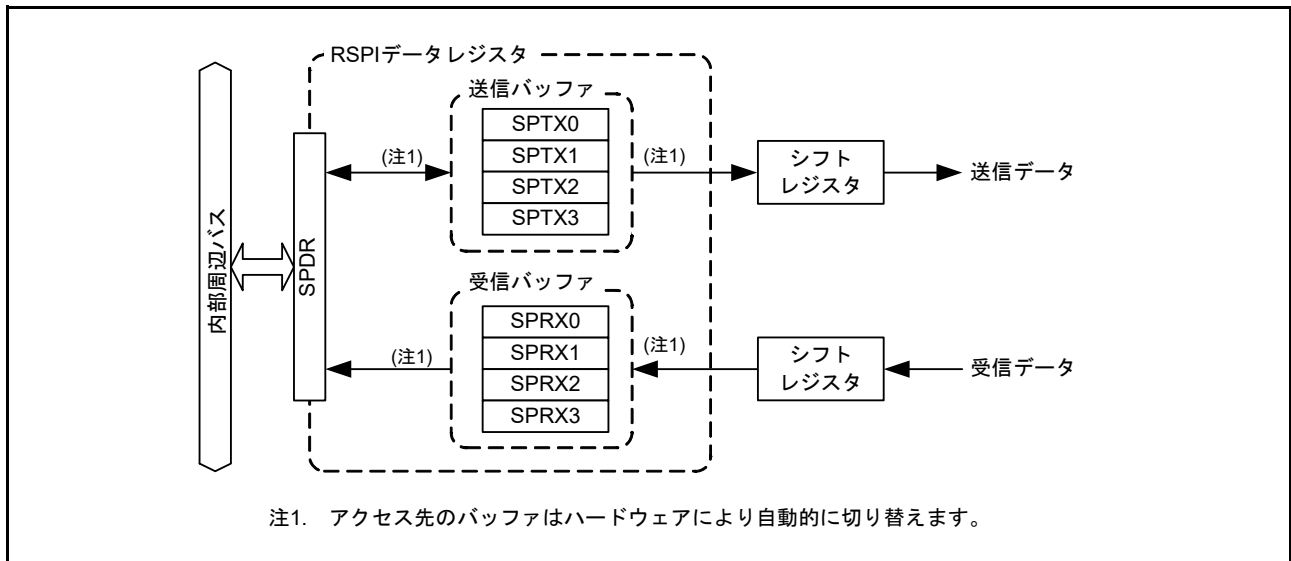 RSPIデータレジスタ
送信バッファ
SPTX0
SPTX1
SPTX2
SPTX3
(注1)
(注1)
シフト
レジスタ
送信データ
内部周辺バス
SPDR
受信バッファ
SPRX0
SPRX1
SPRX2
SPRX3
(注1)
(注1)
シフト
レジスタ
受信データ
注1. アクセス先のバッファはハードウェアにより自動的に切り替えます。